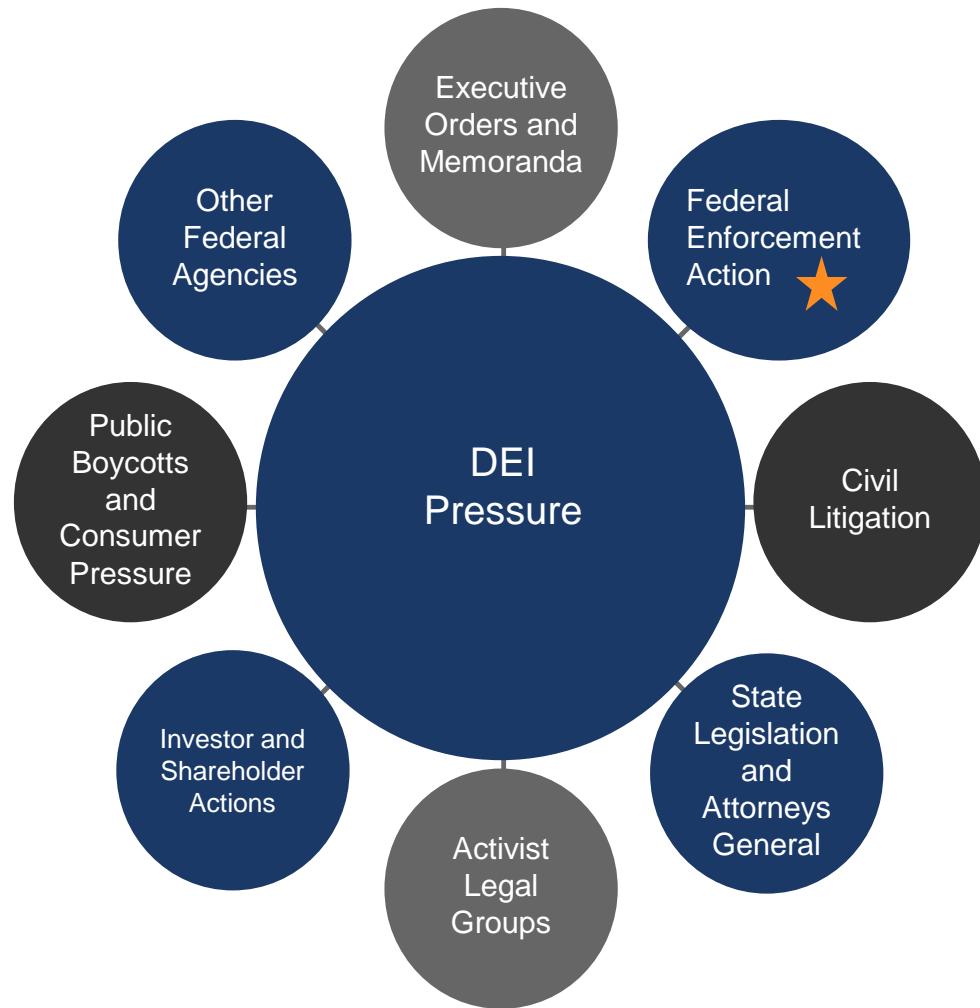 Executive
Orders and
Memoranda
Federal
Enforcement
Action
Civil
Litigation
State
Legislation
and
Attorneys
General
Activist
Legal
Groups
Investor and
Shareholder
Actions
Public
Boycotts
and
Consumer
Pressure
Other
Federal
Agencies
DEI
Pressure